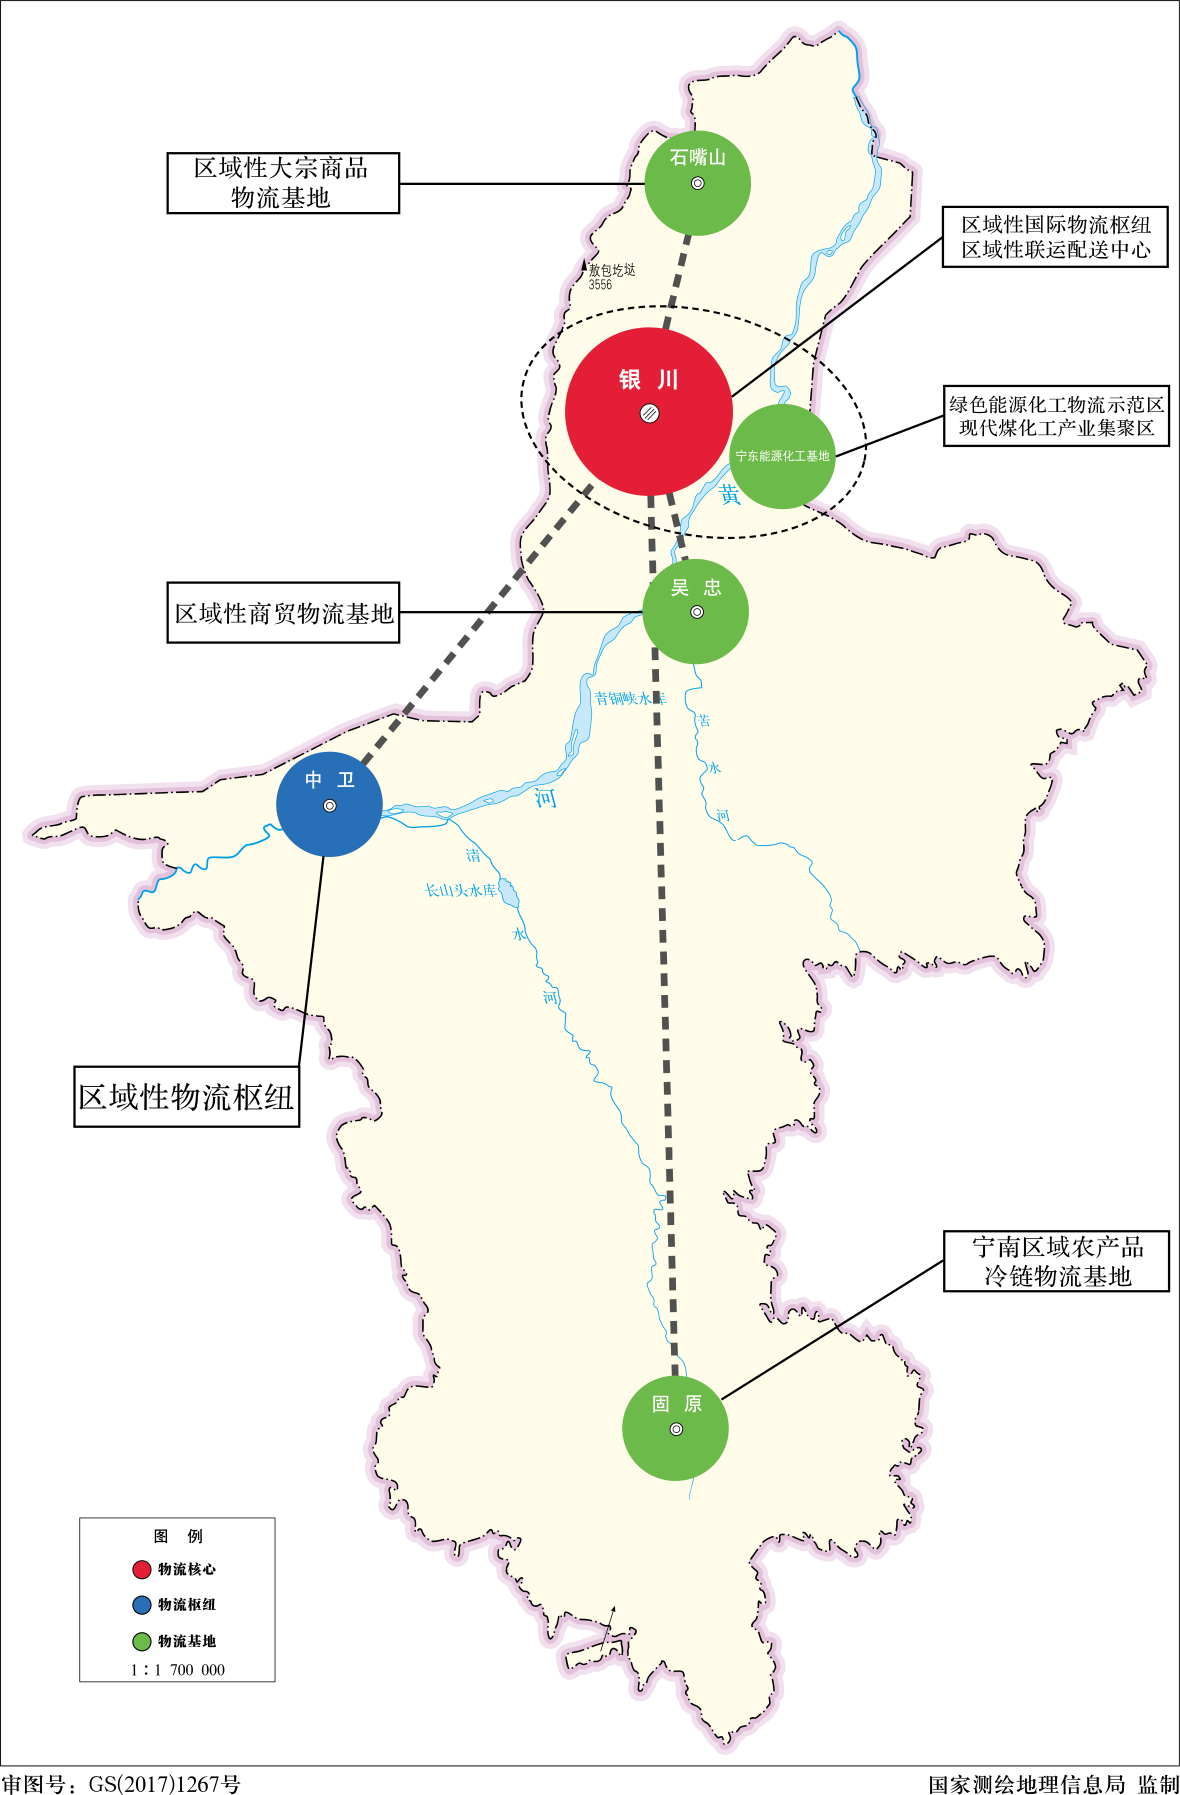 石嘴山
区域性大宗商品
物流基地
区域性国际物流枢纽
区域性联运配送中心
敖包圪垯
3556
银 川
绿色能源化工物流示范区
现代煤化工产业集聚区
宁东能源化工基地
黄
吴 忠
区域性商贸物流基地
青铜峡水库
苦
水
河
中 卫
河
清
长山头水库
水
河
区域性物流枢纽
宁南区域农产品
冷链物流基地
固 原
图 例
物流核心
物流枢纽
物流基地
1：1 700 000
审图号：GS(2017)1267号
国家测绘地理信息局 监制